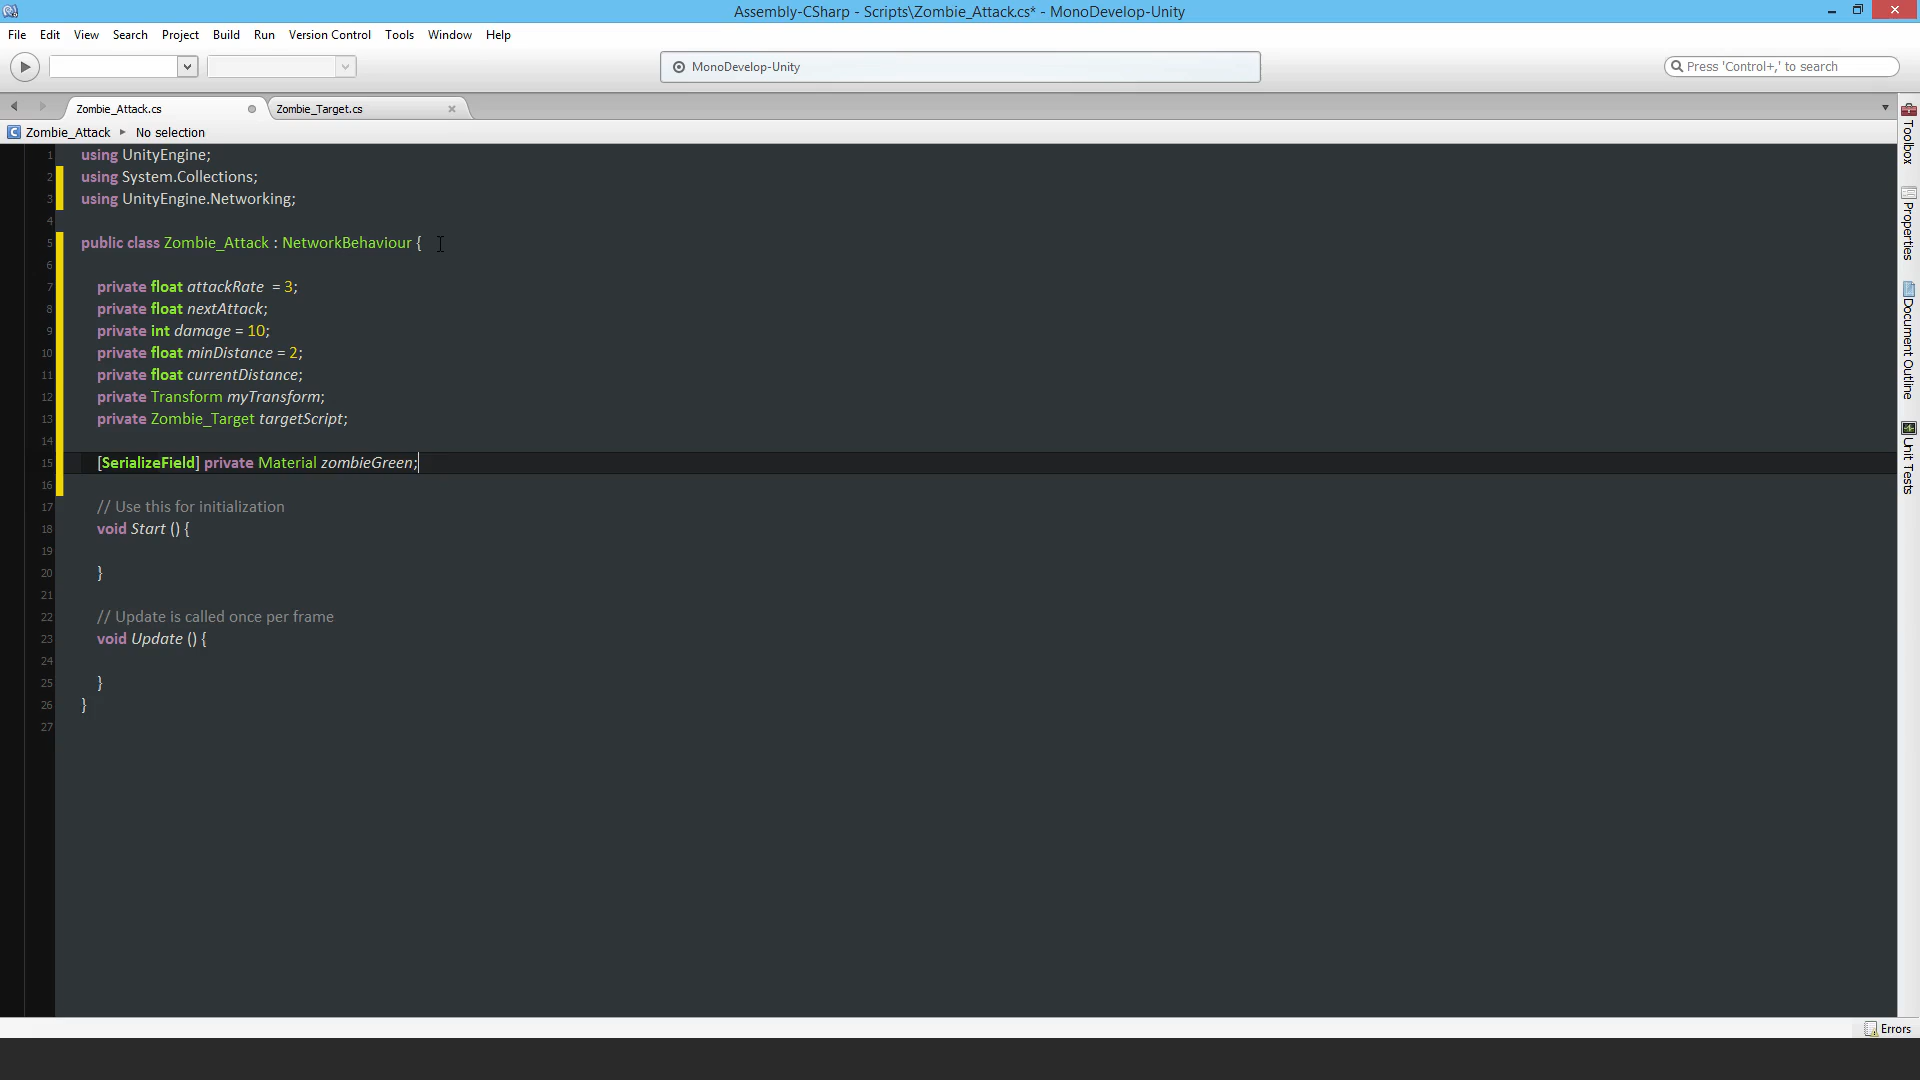 Assembly-CSharp - Scripts\Zombie_Attack.cs* - MonoDevelop-Unity
File Edit View Search Project Build Run Version Control Tools Window Help
MonoDevelop-Unity
Press 'Control+,' to search
Zombie_Attack.cs
Zombie_Target.cs
C Zombie_Attack No selection
1 using UnityEngine;
2 using System.Collections;
3 using UnityEngine.Networking;
4
5 public class Zombie_Attack : NetworkBehaviour {
6
7 private float attackRate  = 3;
8 private float nextAttack;
9 private int damage = 10;
10 private float minDistance = 2;
11 private float currentDistance;
12 private Transform myTransform;
13 private Zombie_Target targetScript;
14
15 [SerializeField] private Material zombieGreen;
16
17 // Use this for initialization
18 void Start () {
19
20 }
21
22 // Update is called once per frame
23 void Update () {
24
25 }
26 }
27
Toolbox
Properties
Document Outline
Unit Tests
Errors